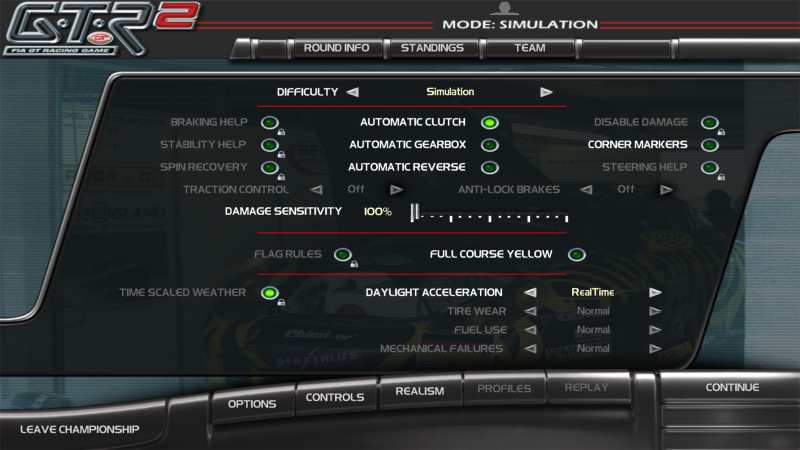 GTR2
FIA GT RACING GAME
MODE: SIMULATION
ROUND INFO STANDINGS TEAM
DIFFICULTY Simulation
BRAKING HELP AUTOMATIC CLUTCH DISABLE DAMAGE
STABILITY HELP AUTOMATIC GEARBOX CORNER MARKERS
SPIN RECOVERY AUTOMATIC REVERSE STEERING HELP
TRACTION CONTROL Off ANTI-LOCK BRAKES Off
DAMAGE SENSITIVITY 100%
FLAG RULES FULL COURSE YELLOW
TIME SCALED WEATHER DAYLIGHT ACCELERATION RealTime
TIRE WEAR Normal
FUEL USE Normal
MECHANICAL FAILURES Normal
proximus
LEAVE CHAMPIONSHIP OPTIONS CONTROLS REALISM PROFILES REPLAY CONTINUE